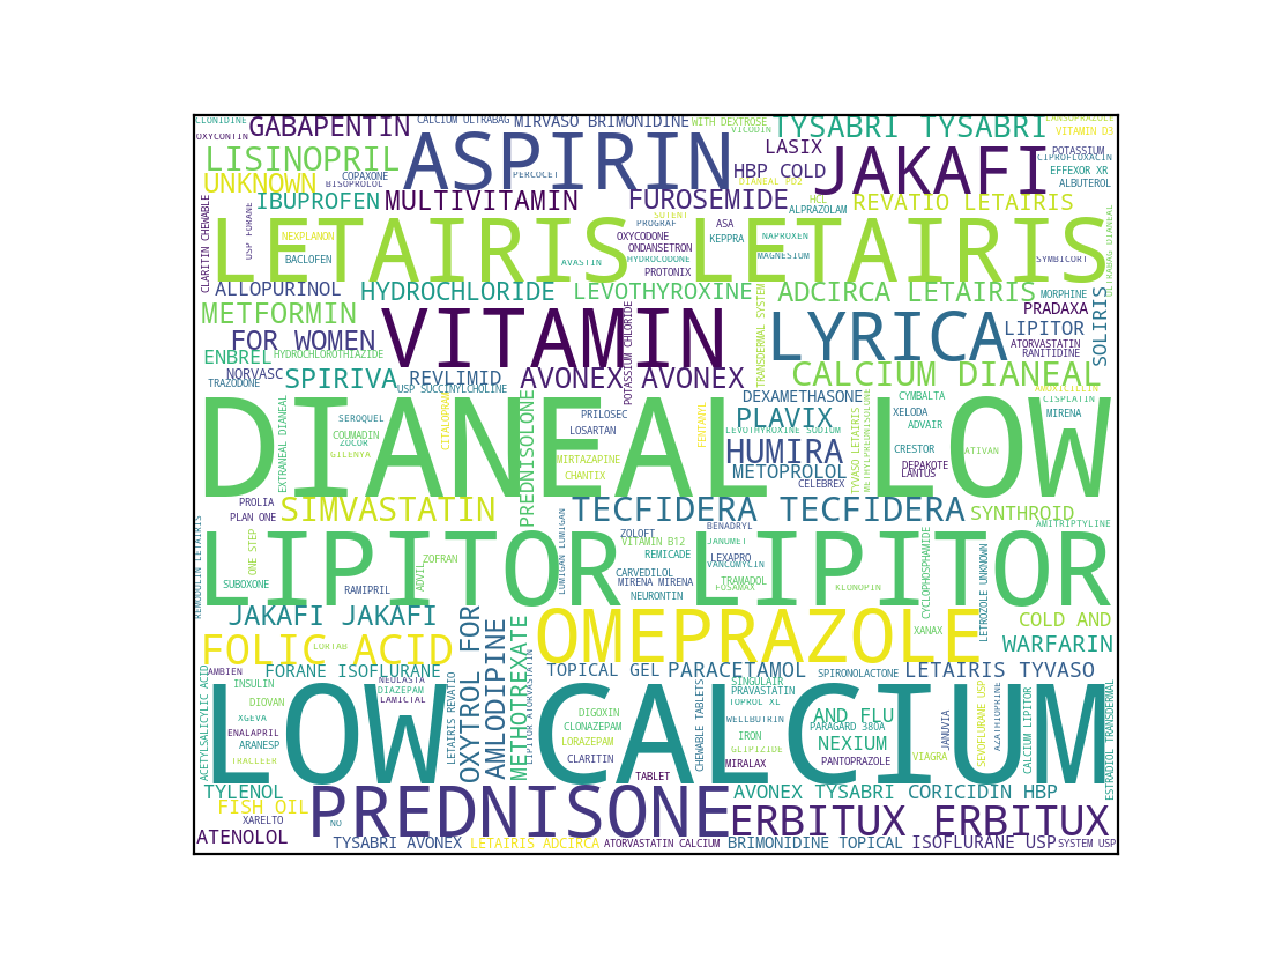 CLONIDINE
GABAPENTIN
CALCIUM ULTRABAG
MIRVASO BRIMONIDINE
WITH DEXTROSE
TYSABRI TYSABRI
LANSOPRAZOLE
OXYCONTIN
VICODIN
VITAMIN D3
LISINOPRIL
ASPIRIN
LASIX
JAKAFI
POTASSIUM
CIPROFLOXACIN
UNKNOWN
COPAXONE
BISOPROLOL
PERCOCET
HBP COLD
DIANEAL PD2
EFFEXOR XR
ALBUTEROL
CLARITIN CHEWABLE
IBUPROFEN
MULTIVITAMIN
FUROSEMIDE
HCL
ALPRAZOLAM
REVATIO LETAIRIS
USP FORANE
NEXPLANON
BACLOFEN
LETAIRIS LETAIRIS
SUTENT
PROGRAF
ASA
OXYCODONE
KEPPRA
NAPROXEN
ONDANSETRON
HYDROCODONE
MAGNESIUM
AVASTIN
PROTONIX
SYMBICORT
ULTRABAG DIANEAL
ALLOPURINOL
HYDROCHLORIDE
LEVOTHYROXINE
ADCIRCA LETAIRIS
MORPHINE
METFORMIN
VITAMIN
POTASSIUM CHLORIDE
TRANSDERMAL SYSTEM
LYRICA
PRADAXA
LIPITOR
SOLIRIS
FOR WOMEN
ATORVASTATIN
RANITIDINE
ENBREL
HYDROCHLOROTHIAZIDE
NORVASC
TRAZODONE
SPIRIVA
REVLIMID
USP SUCCINYLCHOLINE
AVONEX AVONEX
CALCIUM DIANEAL
DIANEAL LOW
EXTRANEAL DIANEAL
SEROQUEL
COUMADIN
ZOCOR
GILENYA
CITALOPRAM
PREDNISOLONE
PRILOSEC
LOSARTAN
MIRTAZAPINE
CHANTIX
FENTANYL
DEXAMETHASONE
PLAVIX
LEVOTHYROXINE SODIUM
HUMIRA
METOPROLOL
CELEBREX
TYVASO LETAIRIS
METHYLPREDNISOLONE
CYMBALTA
XELODA
ADVAIR
CRESTOR
DEPAKOTE
LANTUS
ATIVAN
AMOXICILLIN
CISPLATIN
MIRENA
PROLIA
PLAN ONE
SIMVASTATIN
TECFIDERA TECFIDERA
SYNTHROID
AMITRIPTYLINE
REMODULIN LETAIRIS
LIPITOR LIPITOR
ONE STEP
SUBOXONE
RAMIPRIL
ADVIL
ZOFRAN
LUMIGAN LUMIGAN
ZOLOFT
VITAMIN B12
REMICADE
CARVEDILOL
MIRENA MIRENA
NEURONTIN
BENADRYL
JANUMET
LEXAPRO
VANCOMYCIN
TRAMADOL
FOSAMAX
KLONOPIN
CYCLOPHOSPHAMIDE
XANAX
LETROZOLE UNKNOWN
JAKAFI JAKAFI
OXYTROL FOR
OMEPRAZOLE
COLD AND
FOLIC ACID
LORTAB
AMLODIPINE
METHOTREXATE
WARFARIN
FORANE ISOFLURANE
TOPICAL GEL
PARACETAMOL
SPIRONOLACTONE
LETAIRIS TYVASO
ACETYLSALICYLIC ACID
AMBIEN
INSULIN
DIOVAN
XGEVA
ENALAPRIL
ARANESP
TRACLEER
LOW CALCIUM
NEULASTA
DIAZEPAM
LAMICTAL
LETAIRIS REVATIO
LIPITOR ATORVASTATIN
DIGOXIN
CLONAZEPAM
LORAZEPAM
CLARITIN
TABLET
CHEWABLE TABLETS
SINGULAIR
PRAVASTATIN
TOPROL XL
WELLBUTRIN
IRON
GLIPIZIDE
MIRALAX
AND FLU
PARAGARD 380A
NEXIUM
PANTOPRAZOLE
VIAGRA
JANUVIA
SEVOFLURANE USP
AZATHIOPRINE
CALCIUM LIPITOR
ESTRADIOL TRANSDERMAL
TYLENOL
FISH OIL
XARELTO
NO
PREDNISONE
AVONEX TYSABRI
CORICIDIN HBP
ERBITUX ERBITUX
ATENOLOL
TYSABRI AVONEX
LETAIRIS ADCIRCA
ATORVASTATIN CALCIUM
BRIMONIDINE TOPICAL
ISOFLURANE USP
SYSTEM USP